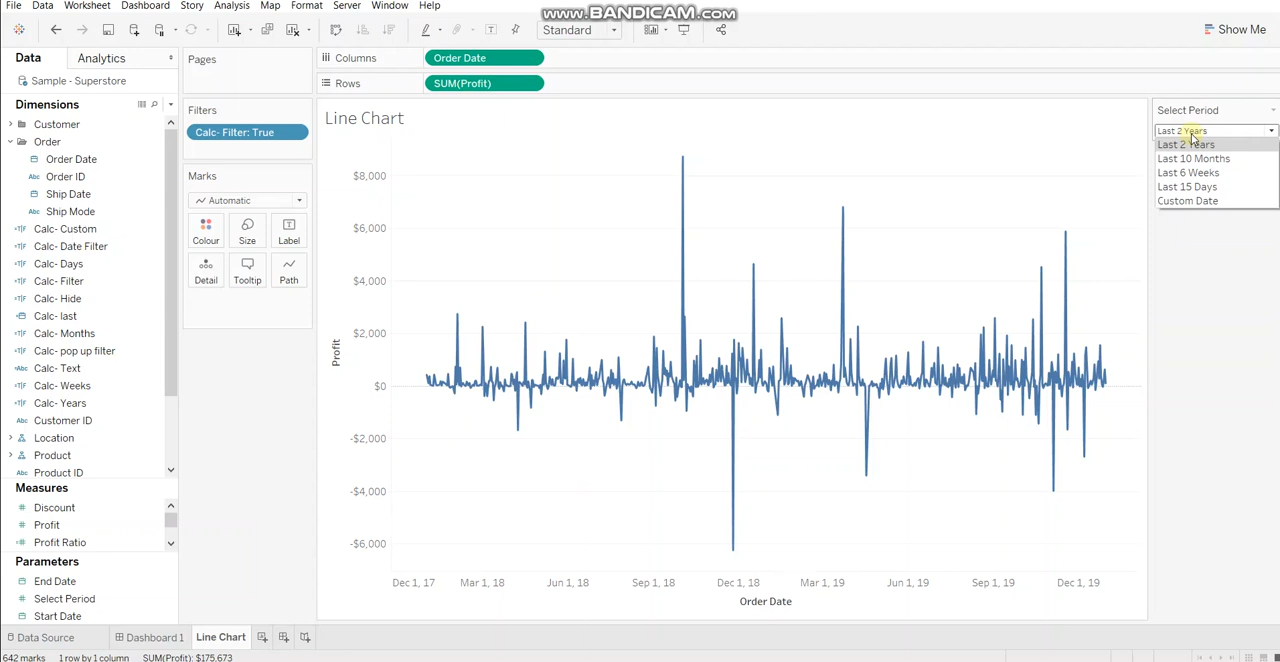 www.BANDICAM.com
File Data Worksheet Dashboard Story Analysis Map Format Server Window Help
Standard
Show Me
Data Analytics
Sample - Superstore
Dimensions
Customer
Order
Order Date
Abc Order ID
Ship Date
Abc Ship Mode
=T|F Calc- Custom
=T|F Calc- Date Filter
=T|F Calc- Days
=T|F Calc- Filter
=T|F Calc- Hide
Calc- last
=T|F Calc- Months
=T|F Calc- pop up filter
=Abc Calc- Text
=T|F Calc- Weeks
=T|F Calc- Years
Abc Customer ID
Location
Product
Abc Product ID
Measures
# Discount
# Profit
# Profit Ratio
Parameters
End Date
# Select Period
Start Date
Pages
Filters
Calc- Filter: True
Marks
Automatic
Colour Size Label
Detail Tooltip Path
Columns Order Date
Rows SUM(Profit)
Line Chart
Profit
$8,000
$6,000
$4,000
$2,000
$0
-$2,000
-$4,000
-$6,000
Dec 1, 17 Mar 1, 18 Jun 1, 18 Sep 1, 18 Dec 1, 18 Mar 1, 19 Jun 1, 19 Sep 1, 19 Dec 1, 19
Order Date
Select Period
Last 2 Years
Last 2 Years
Last 10 Months
Last 6 Weeks
Last 15 Days
Custom Date
Data Source Dashboard 1 Line Chart
642 marks 1 row by 1 column SUM(Profit): $175,673